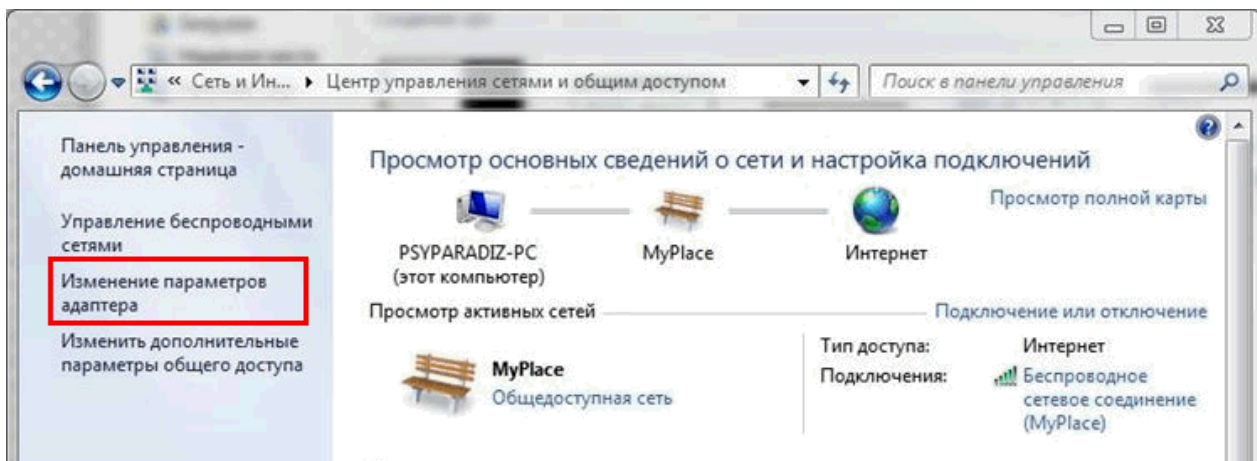 « Сеть и Ин... ▸ Центр управления сетями и общим доступом
Поиск в панели управления
Панель управления -
домашняя страница
Управление беспроводными
сетями
Изменение параметров
адаптера
Изменить дополнительные
параметры общего доступа
Просмотр основных сведений о сети и настройка подключений
Просмотр полной карты
PSYPARADIZ-PC
(этот компьютер)
MyPlace
Интернет
Просмотр активных сетей
Подключение или отключение
MyPlace
Общедоступная сеть
Тип доступа: Интернет
Подключения: Беспроводное
сетевое соединение
(MyPlace)